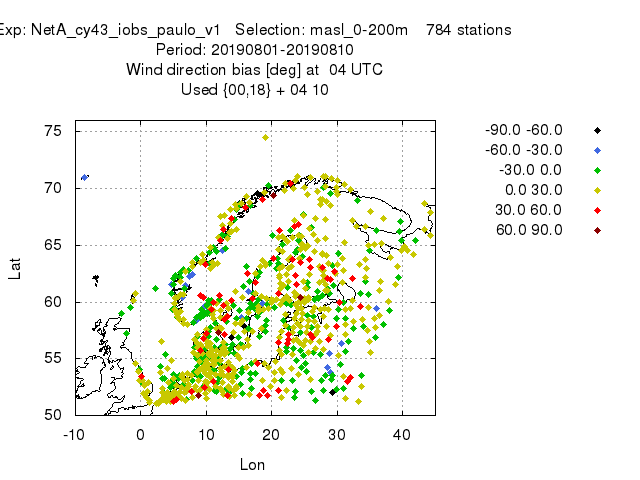 Exp: NetA_cy43_iobs_paulo_v1 Selection: masl_0-200m 784 stations
Period: 20190801-20190810
Wind direction bias [deg] at 04 UTC
Used {00,18} + 04 10
75
70
65
60
55
50
Lat
-10 0 10 20 30 40
Lon
-90.0 -60.0
-60.0 -30.0
-30.0 0.0
0.0 30.0
30.0 60.0
60.0 90.0